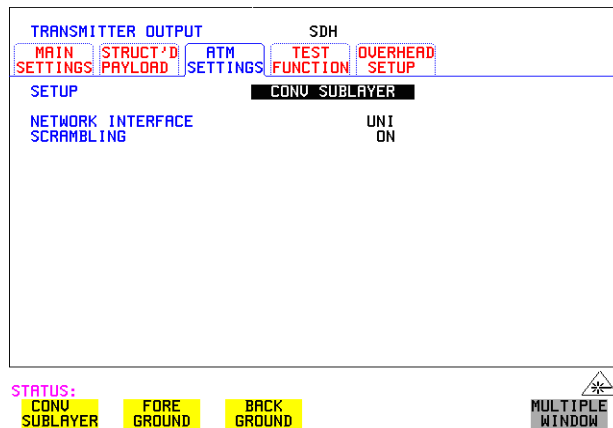 TRANSMITTER OUTPUT SDH
MAIN SETTINGS
STRUCT'D PAYLOAD
ATM SETTINGS
TEST FUNCTION
OVERHEAD SETUP
SETUP CONV SUBLAYER
NETWORK INTERFACE UNI
SCRAMBLING ON
STATUS:
CONV SUBLAYER
FORE GROUND
BACK GROUND
MULTIPLE WINDOW